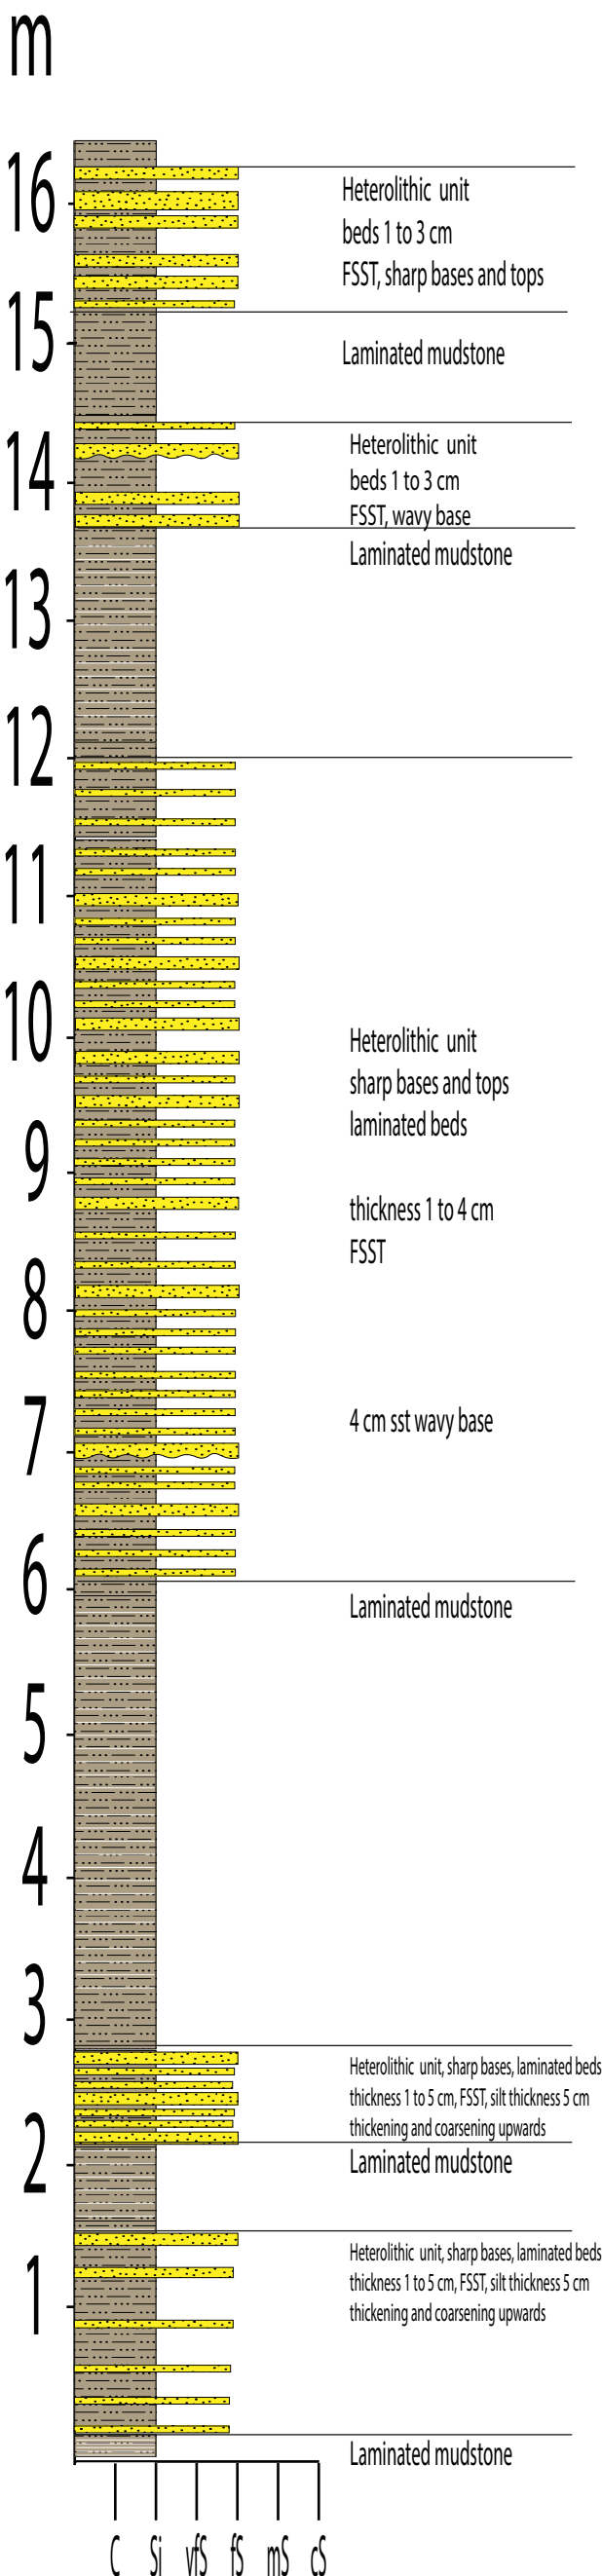 m
16
Heterolithic unit
beds 1 to 3 cm
FSST, sharp bases and tops
15
Laminated mudstone
14
Heterolithic unit
beds 1 to 3 cm
FSST, wavy base
Laminated mudstone
13
12
11
10
Heterolithic unit
sharp bases and tops
laminated beds
9
thickness 1 to 4 cm
FSST
8
7
4 cm sst wavy base
6
Laminated mudstone
5
4
3
Heterolithic unit, sharp bases, laminated beds
thickness 1 to 5 cm, FSST, silt thickness 5 cm
thickening and coarsening upwards
2
Laminated mudstone
1
Heterolithic unit, sharp bases, laminated beds
thickness 1 to 5 cm, FSST, silt thickness 5 cm
thickening and coarsening upwards
Laminated mudstone
C Si vfS fS mS cS